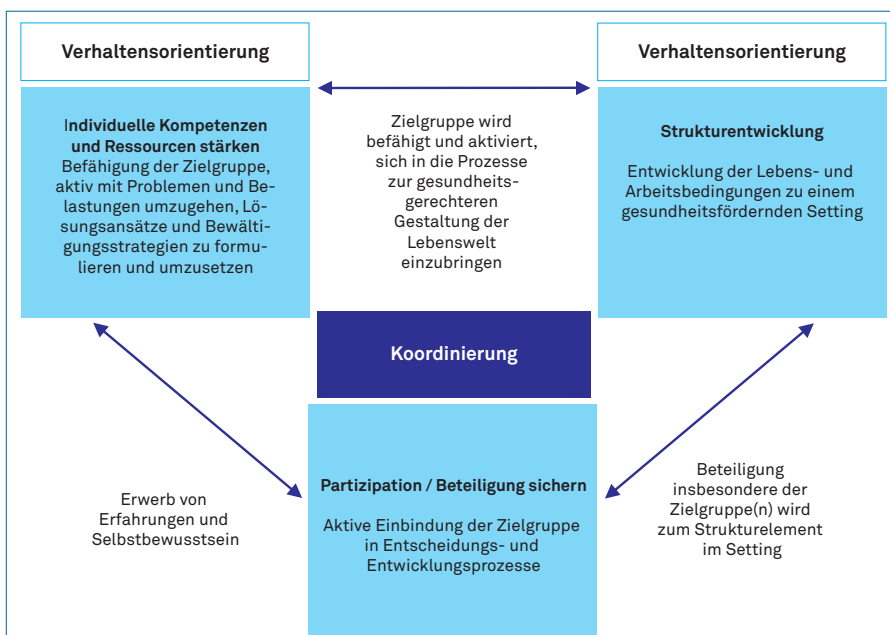 Verhaltensorientierung
Individuelle Kompetenzen
und Ressourcen stärken
Befähigung der Zielgruppe,
aktiv mit Problemen und Be-
lastungen umzugehen, Lö-
sungsansätze und Bewälti-
gungsstrategien zu formu-
lieren und umzusetzen
Zielgruppe wird
befähigt und aktiviert,
sich in die Prozesse
zur gesundheits-
gerechteren
Gestaltung der
Lebenswelt
einzubringen
Verhaltensorientierung
Strukturentwicklung
Entwicklung der Lebens- und
Arbeitsbedingungen zu einem
gesundheitsfördernden Setting
Koordinierung
Erwerb von
Erfahrungen und
Selbstbewusstsein
Partizipation / Beteiligung sichern
Aktive Einbindung der Zielgruppe
in Entscheidungs- und
Entwicklungsprozesse
Beteiligung
insbesondere der
Zielgruppe(n) wird
zum Strukturelement
im Setting